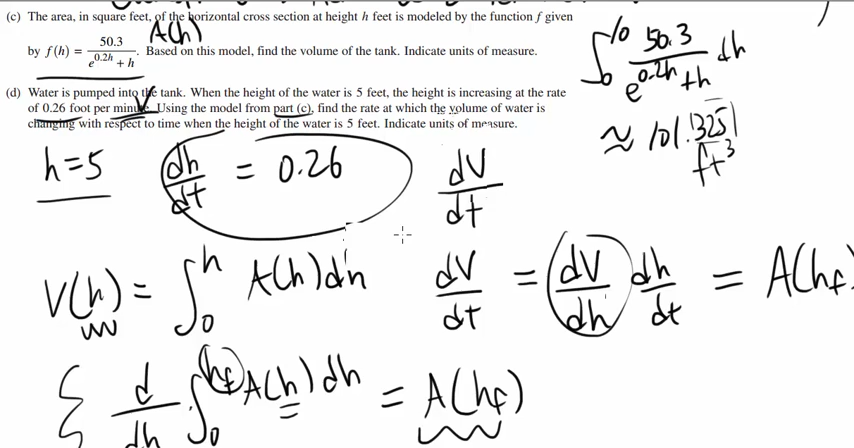 (c) The area, in square feet, of the horizontal cross section at height h feet is modeled by the function f given
A(h)
by f(h) = 50.3 / (e^0.2h + h). Based on this model, find the volume of the tank. Indicate units of measure.
(d) Water is pumped into the tank. When the height of the water is 5 feet, the height is increasing at the rate
of 0.26 foot per minute. Using the model from part (c), find the rate at which the volume of water is
changing with respect to time when the height of the water is 5 feet. Indicate units of measure.
V
∫₀¹⁰ 50.3 / (e^0.2h + h) dh
≈ 101.325
ft³
h=5 dh/dt = 0.26 dV/dt
V(h) = ∫₀ʰ A(h)dh dV/dt = dV/dh dh/dt = A(hf)
{ d/dh ∫₀^hf A(h) dh = A(hf)